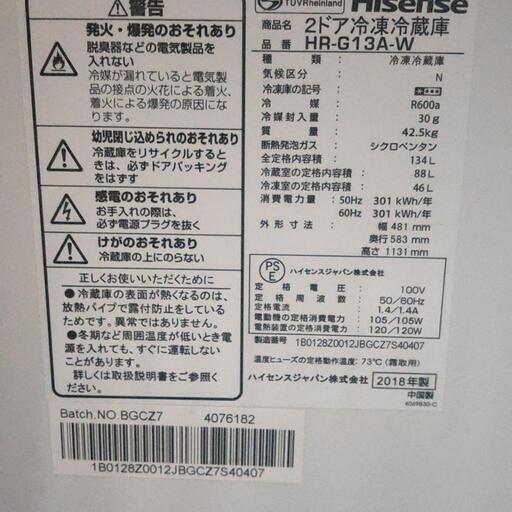 警告
発火・爆発のおそれあり
脱臭器などの電気製品を
入れない
冷媒が漏れていると電気製
品の接点の火花による着火、
着火による爆発の原因にな
ります。
幼児閉じ込められのおそれあり
冷蔵庫をリサイクルすると
きは、必ずドアパッキング
をはずす
感電のおそれあり
お手入れの際は、
必ず電源プラグを抜く
けがのおそれあり
冷蔵庫の上にのらない
正しくお使いいただくために
●冷蔵庫の表面が熱くなるのは、
放熱パイプで露付防止をしている
ためです。異常ではありません。
●冬期など周囲温度が低いとき電
源を入れても、すぐに運転しない
ことがあります。
詳しくは取扱説明書をご参照ください。
TÜVRheinland
Hisense
商品名 2ドア冷凍冷蔵庫
品番 HR-G13A-W
種類 : 冷凍冷蔵庫
気候区分 : N
冷凍庫の記号 :
冷媒 : R600a
冷媒封入量 : 30g
質量 : 42.5kg
断熱発泡ガス : シクロペンタン
全定格内容積 : 134L
冷蔵室の定格内容積 : 88L
冷凍室の定格内容積 : 46L
消費電力量 : 50Hz 301 kWh/年
60Hz 301 kWh/年
外形寸法 : 幅 481 mm
奥行 583 mm
高さ 1131 mm
PS
E
ハイセンスジャパン株式会社
定格電圧 : 100V
定格周波数 : 50/60Hz
1.4/1.4A
電動機の定格消費電力 : 105/105W
電熱装置の定格消費電力 : 120/120W
製造番号 1B0128Z0012JBGCZ7S40407
温度ヒューズの定格動作温度: 73℃(霜取用)
ハイセンスジャパン株式会社 2018年製
中国製
4069830-C
Batch.NO.BGCZ7 4076182
1B0128Z0012JBGCZ7S40407